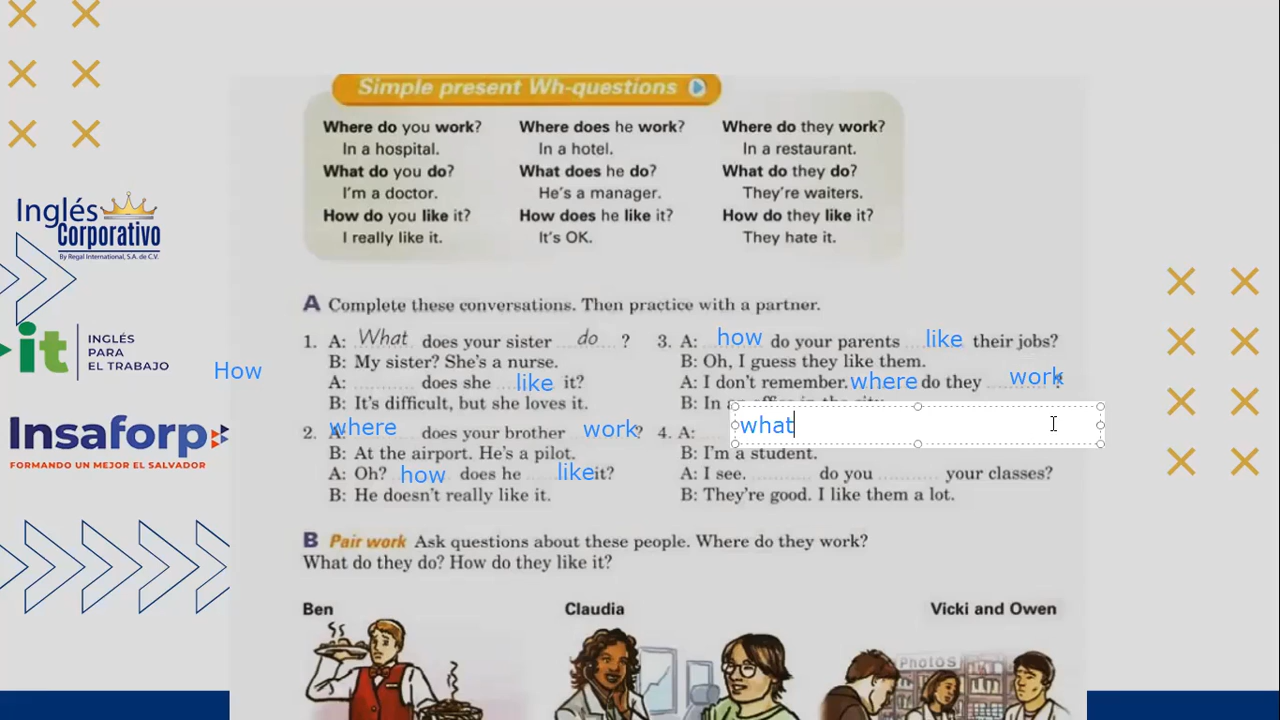 Simple present Wh-questions
Where do you work? Where does he work? Where do they work?
In a hospital. In a hotel. In a restaurant.
What do you do? What does he do? What do they do?
I'm a doctor. He's a manager. They're waiters.
How do you like it? How does he like it? How do they like it?
I really like it. It's OK. They hate it.
Inglés
Corporativo
By Regal International, S.A. de C.V.
it INGLÉS
PARA
EL TRABAJO
Insaforp
FORMANDO UN MEJOR EL SALVADOR
A Complete these conversations. Then practice with a partner.
1. A: What does your sister do ?
B: My sister? She's a nurse.
How
A: does she like it?
B: It's difficult, but she loves it.
2. A: where does your brother work?
B: At the airport. He's a pilot.
A: Oh? how does he like it?
B: He doesn't really like it.
3. A: how do your parents like their jobs?
B: Oh, I guess they like them.
A: I don't remember. where do they work ?
B: In
4. A: what
B: I'm a student.
A: I see. do you your classes?
B: They're good. I like them a lot.
B Pair work Ask questions about these people. Where do they work?
What do they do? How do they like it?
Ben Claudia Vicki and Owen
Photos